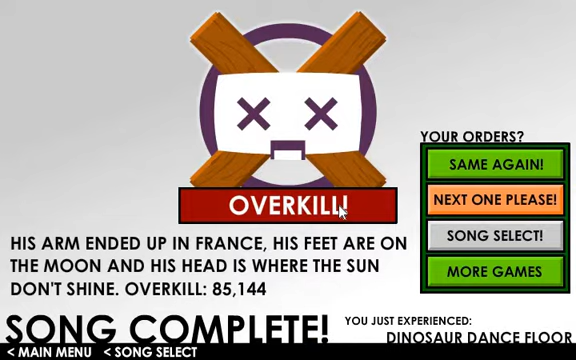 OVERKILL!
YOUR ORDERS?
SAME AGAIN!
NEXT ONE PLEASE!
SONG SELECT!
MORE GAMES
HIS ARM ENDED UP IN FRANCE, HIS FEET ARE ON
THE MOON AND HIS HEAD IS WHERE THE SUN
DON'T SHINE. OVERKILL: 85,144
SONG COMPLETE!
YOU JUST EXPERIENCED:
DINOSAUR DANCE FLOOR
< MAIN MENU < SONG SELECT